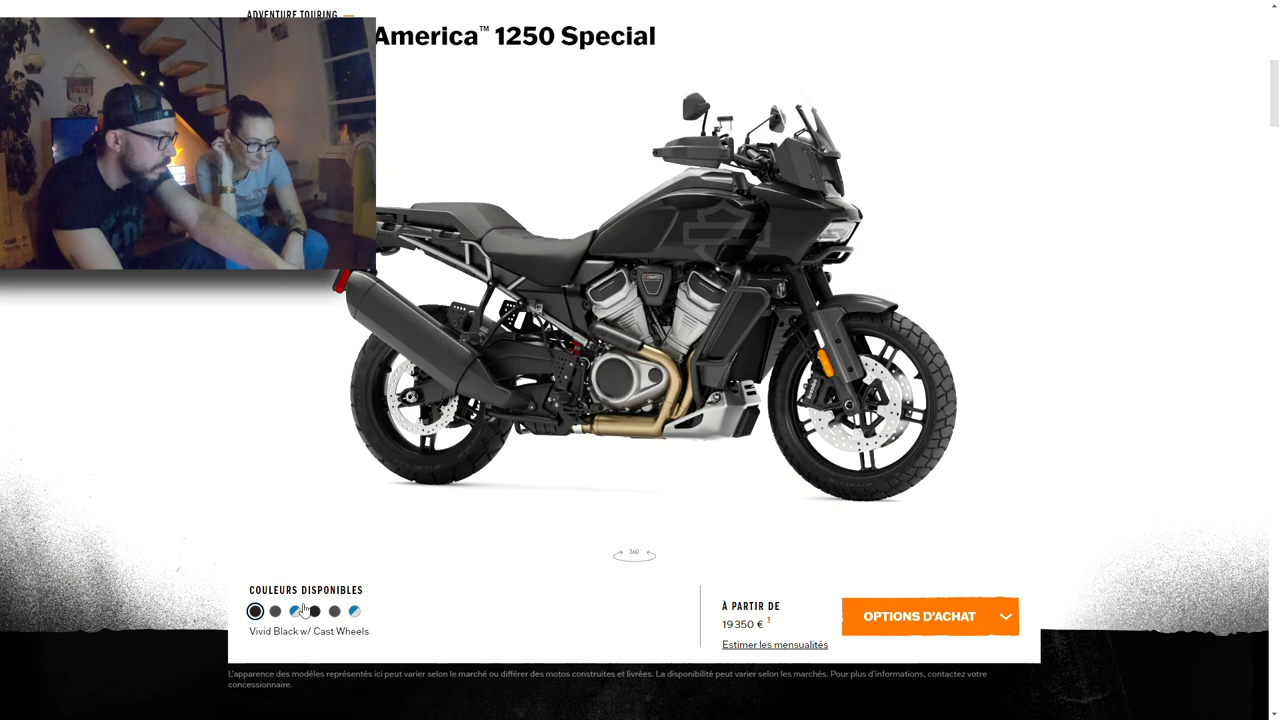 ADVENTURE TOURING
America™ 1250 Special
360°
COULEURS DISPONIBLES
Vivid Black w/ Cast Wheels
À PARTIR DE
19 350 € 1
Estimer les mensualités
OPTIONS D'ACHAT
L'apparence des modèles représentés ici peut varier selon le marché ou différer des motos construites et livrées. La disponibilité peut varier selon les marchés. Pour plus d'informations, contactez votre
concessionnaire.